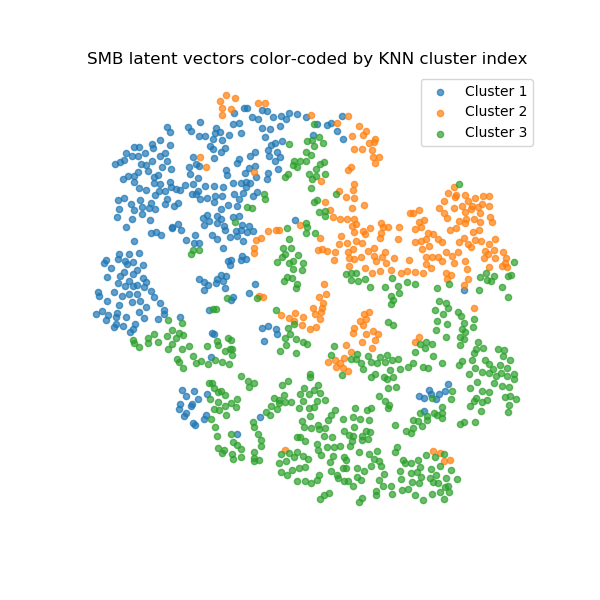 SMB latent vectors color-coded by KNN cluster index
Cluster 1
Cluster 2
Cluster 3